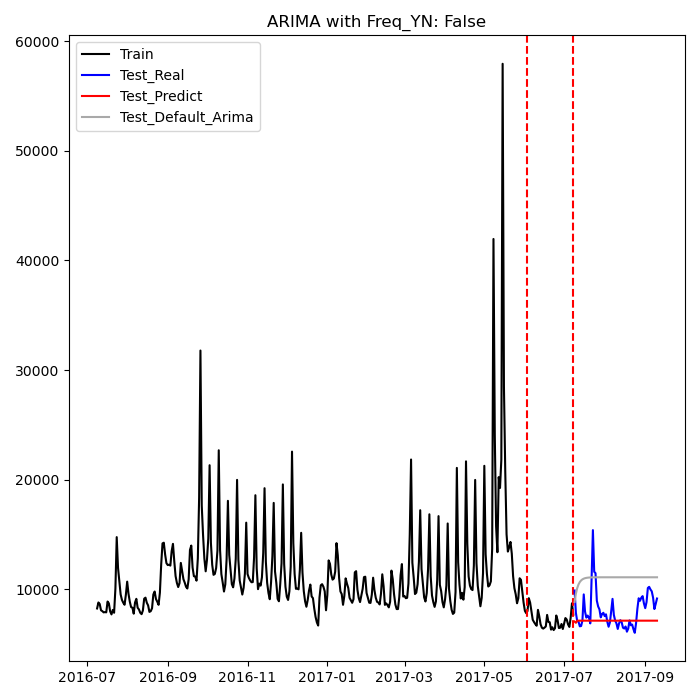 ARIMA with Freq_YN: False
60000
50000
40000
30000
20000
10000
Train
Test_Real
Test_Predict
Test_Default_Arima
2016-07 2016-09 2016-11 2017-01 2017-03 2017-05 2017-07 2017-09